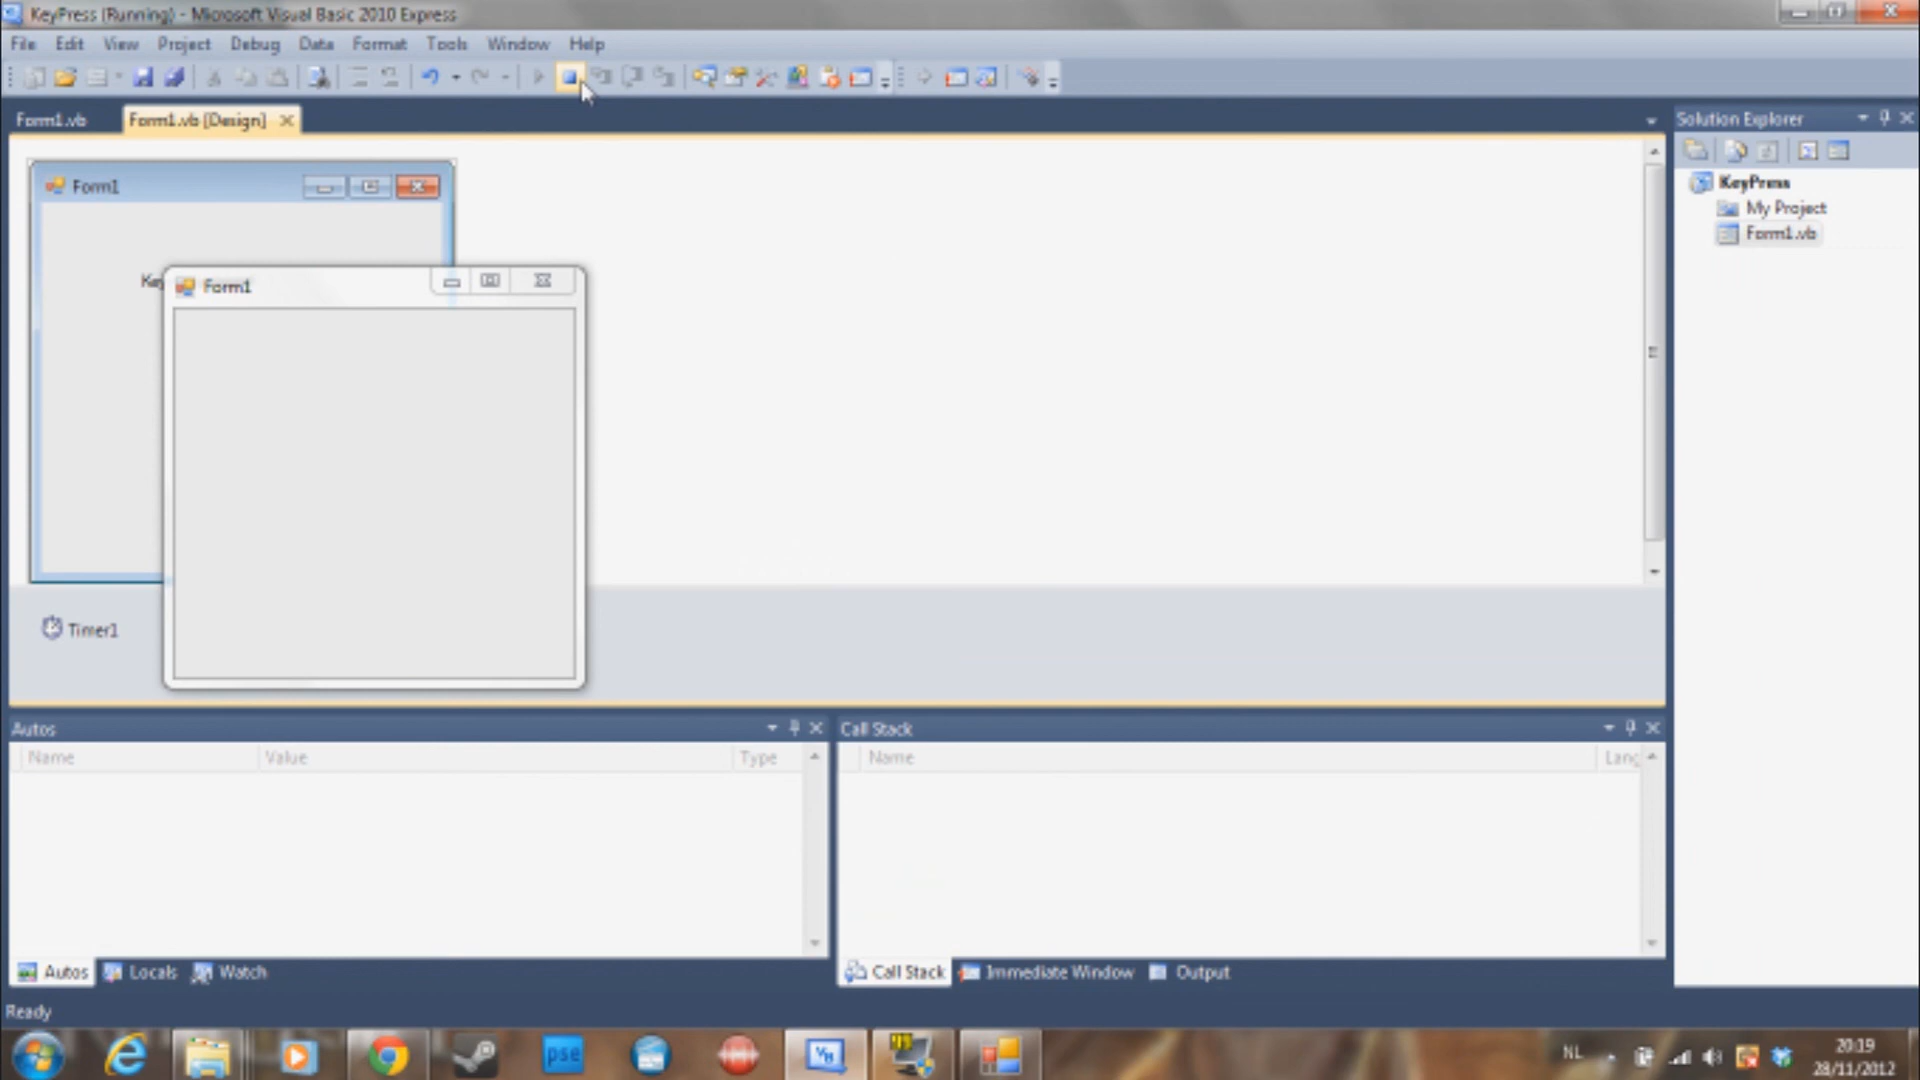 KeyPress (Running) - Microsoft Visual Basic 2010 Express
File Edit View Project Debug Data Format Tools Window Help
Form1.vb Form1.vb [Design]
Solution Explorer
KeyPress
My Project
Form1.vb
Form1
Form1
Timer1
Autos
Name Value Type
Call Stack
Name
Autos Locals Watch
Call Stack Immediate Window Output
Ready
pse
VB
NL
20:19
28/11/2012